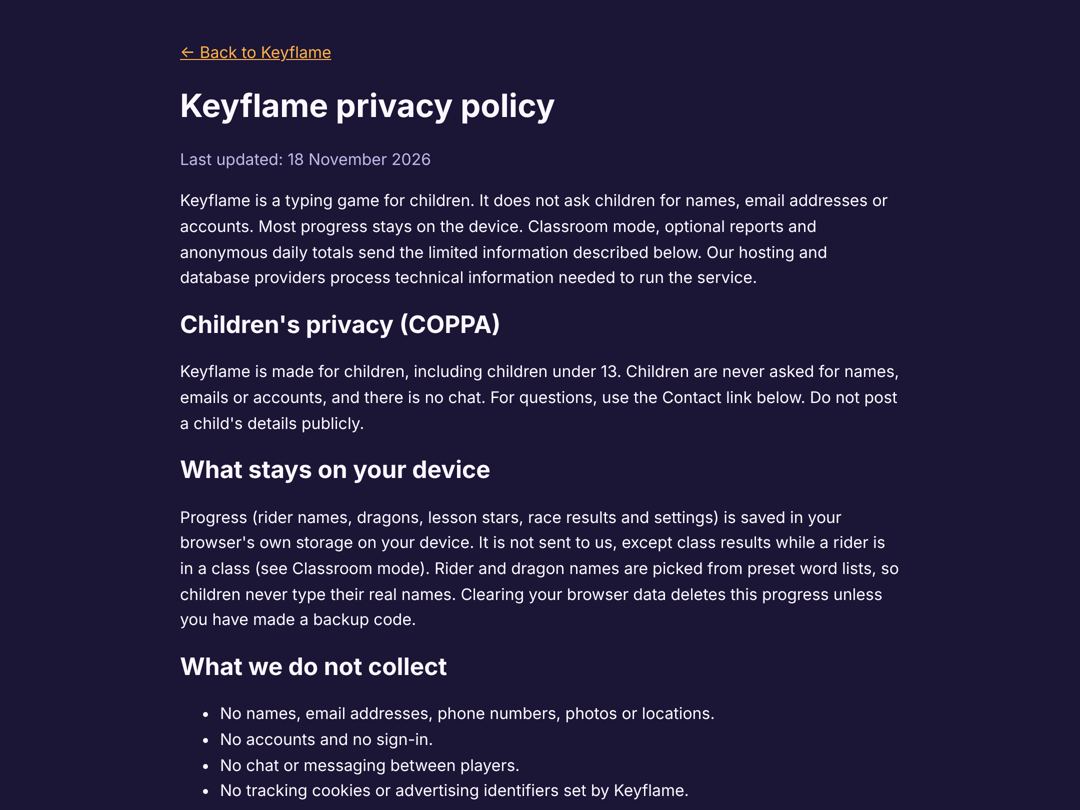 ← Back to Keyflame
Keyflame privacy policy
Last updated: 18 November 2026
Keyflame is a typing game for children. It does not ask children for names, email addresses or
accounts. Most progress stays on the device. Classroom mode, optional reports and
anonymous daily totals send the limited information described below. Our hosting and
database providers process technical information needed to run the service.
Children's privacy (COPPA)
Keyflame is made for children, including children under 13. Children are never asked for names,
emails or accounts, and there is no chat. For questions, use the Contact link below. Do not post
a child's details publicly.
What stays on your device
Progress (rider names, dragons, lesson stars, race results and settings) is saved in your
browser's own storage on your device. It is not sent to us, except class results while a rider is
in a class (see Classroom mode). Rider and dragon names are picked from preset word lists, so
children never type their real names. Clearing your browser data deletes this progress unless
you have made a backup code.
What we do not collect
• No names, email addresses, phone numbers, photos or locations.
• No accounts and no sign-in.
• No chat or messaging between players.
• No tracking cookies or advertising identifiers set by Keyflame.